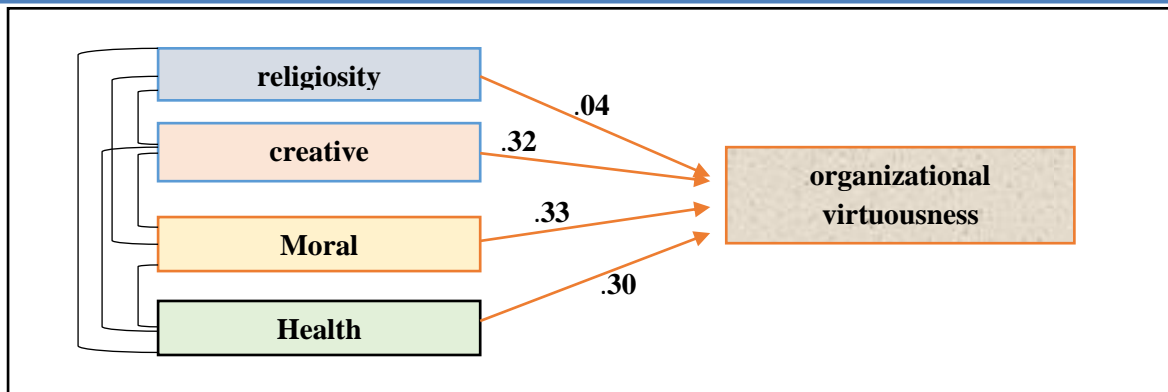 religiosity
.04
creative
.32
organizational
virtuousness
.33
Moral
.30
Health